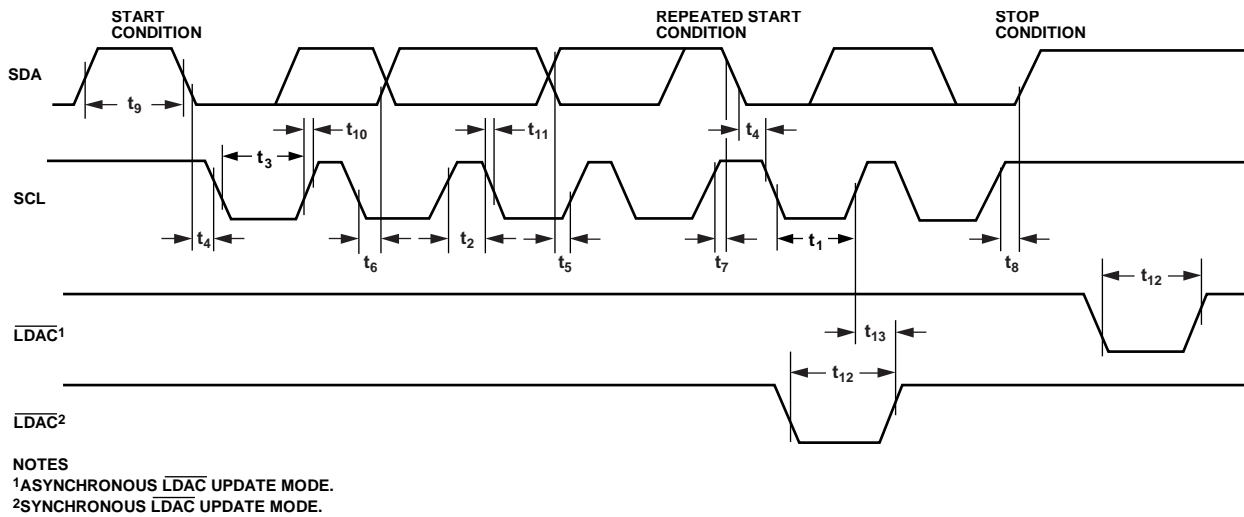 START
CONDITION
REPEATED START
CONDITION
STOP
CONDITION
SDA
t9
t10
t11
t4
t3
SCL
t4
t6
t2
t5
t7
t1
t8
t12
LDAC1
t13
t12
LDAC2
NOTES
1ASYNCHRONOUS LDAC UPDATE MODE.
2SYNCHRONOUS LDAC UPDATE MODE.